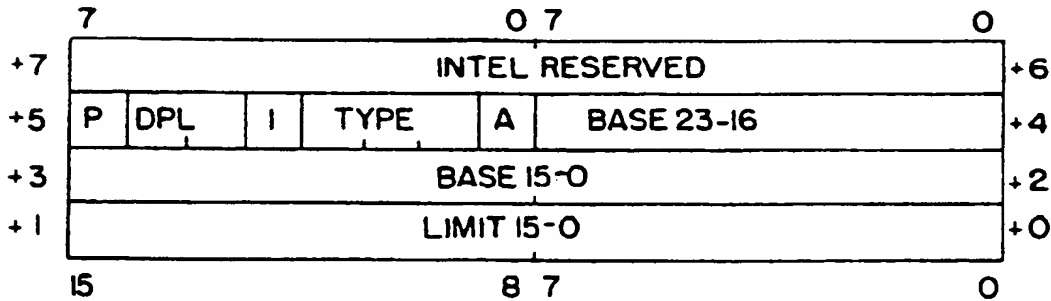 7 0 7 0
+7 INTEL RESERVED +6
+5 P DPL 1 TYPE A BASE 23-16 +4
+3 BASE 15-0 +2
+1 LIMIT 15-0 +0
15 8 7 0